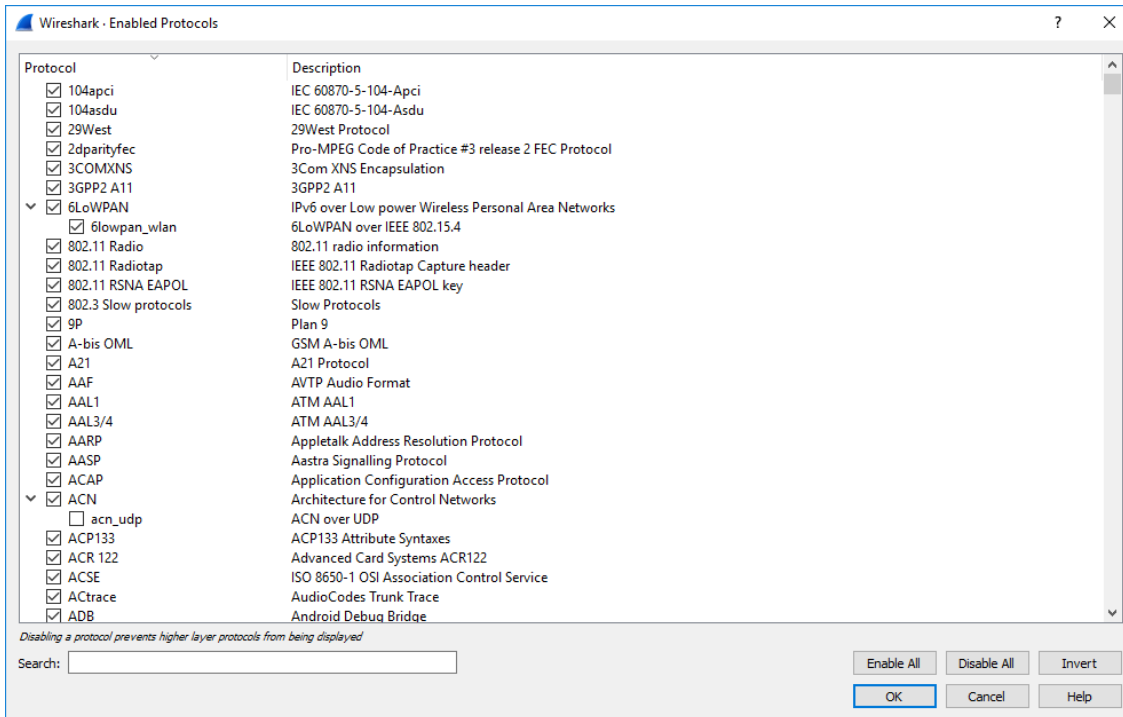 Wireshark · Enabled Protocols ? ×
Protocol Description
104apci IEC 60870-5-104-Apci
104asdu IEC 60870-5-104-Asdu
29West 29West Protocol
2dparityfec Pro-MPEG Code of Practice #3 release 2 FEC Protocol
3COMXNS 3Com XNS Encapsulation
3GPP2 A11 3GPP2 A11
6LoWPAN IPv6 over Low power Wireless Personal Area Networks
6lowpan_wlan 6LoWPAN over IEEE 802.15.4
802.11 Radio 802.11 radio information
802.11 Radiotap IEEE 802.11 Radiotap Capture header
802.11 RSNA EAPOL IEEE 802.11 RSNA EAPOL key
802.3 Slow protocols Slow Protocols
9P Plan 9
A-bis OML GSM A-bis OML
A21 A21 Protocol
AAF AVTP Audio Format
AAL1 ATM AAL1
AAL3/4 ATM AAL3/4
AARP Appletalk Address Resolution Protocol
AASP Aastra Signalling Protocol
ACAP Application Configuration Access Protocol
ACN Architecture for Control Networks
acn_udp ACN over UDP
ACP133 ACP133 Attribute Syntaxes
ACR 122 Advanced Card Systems ACR122
ACSE ISO 8650-1 OSI Association Control Service
ACtrace AudioCodes Trunk Trace
ADB Android Debug Bridge
Disabling a protocol prevents higher layer protocols from being displayed
Search: Enable All Disable All Invert
OK Cancel Help